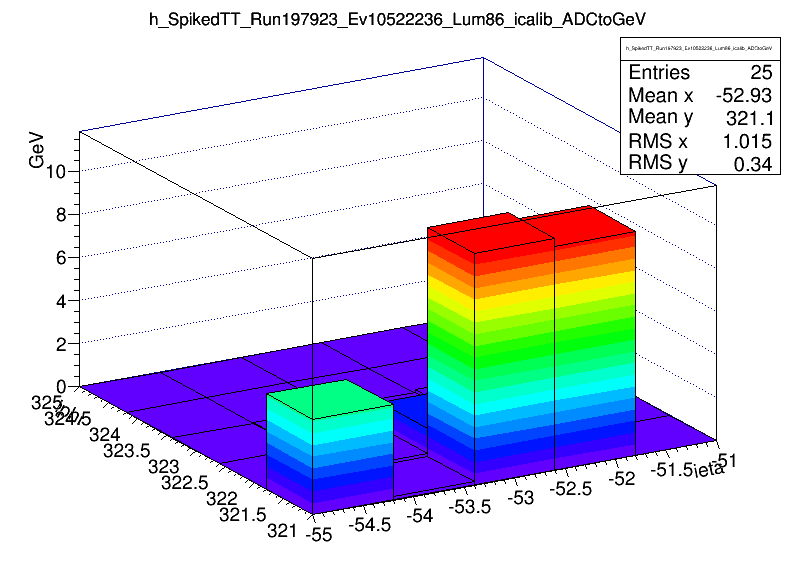 h_SpikedTT_Run197923_Ev10522236_Lum86_icalib_ADCtoGeV
h_SpikedTT_Run197923_Ev10522236_Lum86_icalib_ADCtoGeV
Entries 25
Mean x -52.93
Mean y 321.1
RMS x 1.015
RMS y 0.34
GeV
10
8
6
4
2
0
325
324.5
324
323.5
323
322.5
322
321.5
321
-55
-54.5
-54
-53.5
-53
-52.5
-52
-51.5
-51
ieta